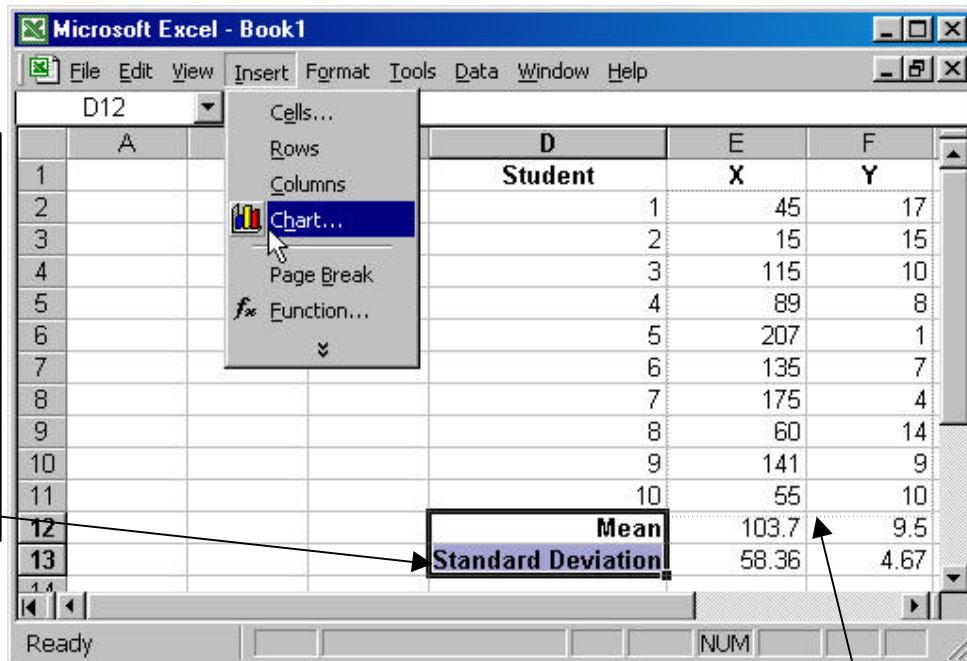 Microsoft Excel - Book1
File Edit View Insert Format Tools Data Window Help
D12
Cells...
Rows
Columns
Chart...
Page Break
Function...
A D E F
1 Student X Y
2 1 45 17
3 2 15 15
4 3 115 10
5 4 89 8
6 5 207 1
7 6 135 7
8 7 175 4
9 8 60 14
10 9 141 9
11 10 55 10
12 Mean 103.7 9.5
13 Standard Deviation 58.36 4.67
14
Ready NUM